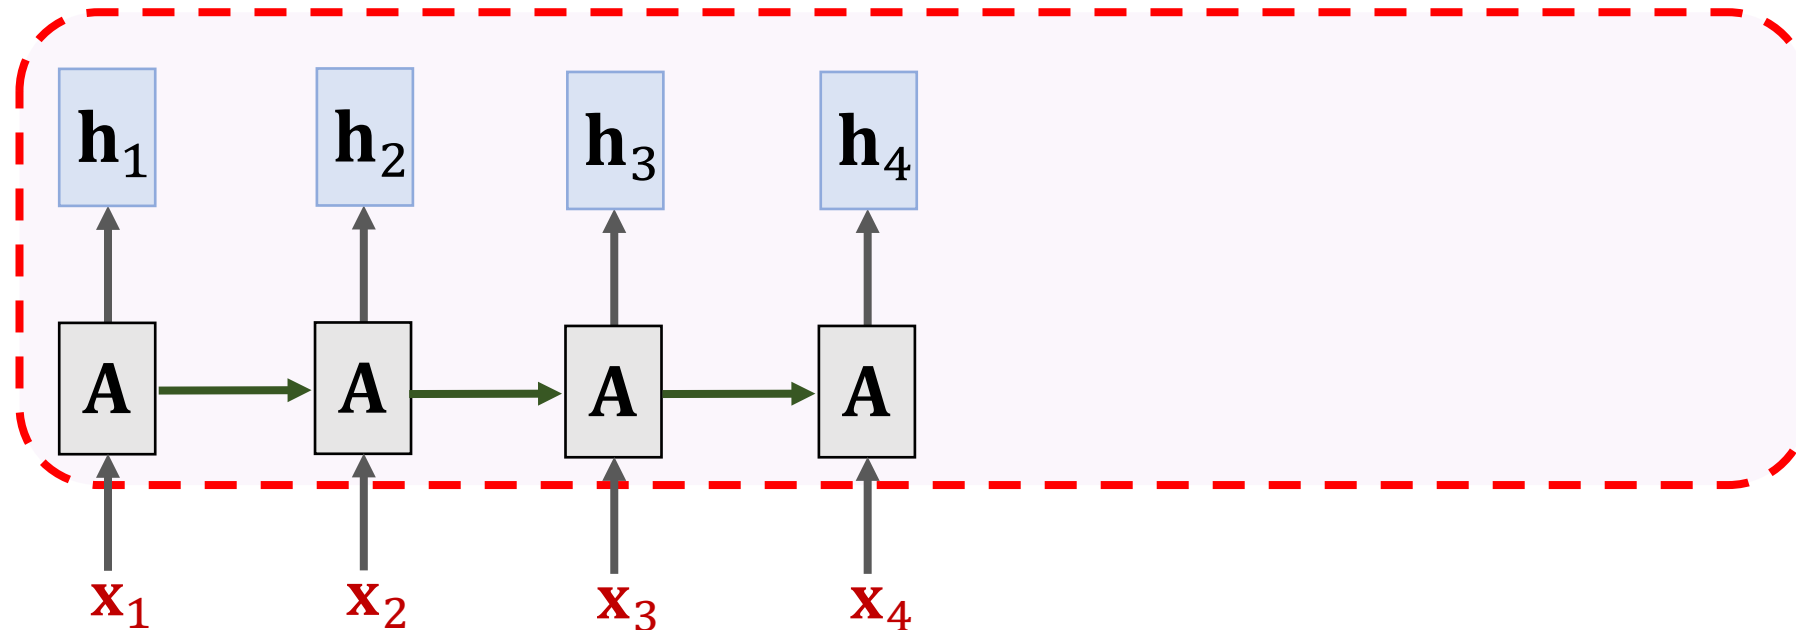 h₁ h₂ h₃ h₄
A A A A
x₁ x₂ x₃ x₄